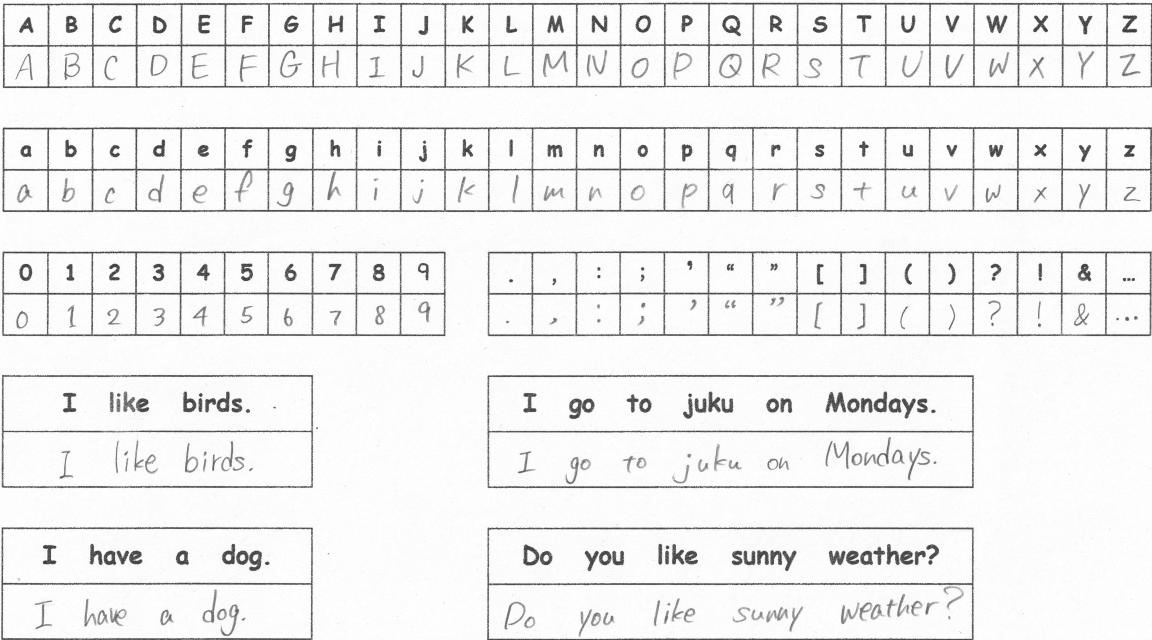 A B C D E F G H I J K L M N O P Q R S T U V W X Y Z
A B C D E F G H I J K L M N O P Q R S T U V W X Y Z
a b c d e f g h i j k l m n o p q r s t u v w x y z
a b c d e f g h i j k l m n o p q r s t u v w x y z
0 1 2 3 4 5 6 7 8 9
0 1 2 3 4 5 6 7 8 9
. , : ; ’ “ ” [ ] ( ) ? ! & …
. , : ; ’ “ ” [ ] ( ) ? ! & …
I like birds.
I like birds.
I go to juku on Mondays.
I go to juku on Mondays.
I have a dog.
I have a dog.
Do you like sunny weather?
Do you like sunny weather?